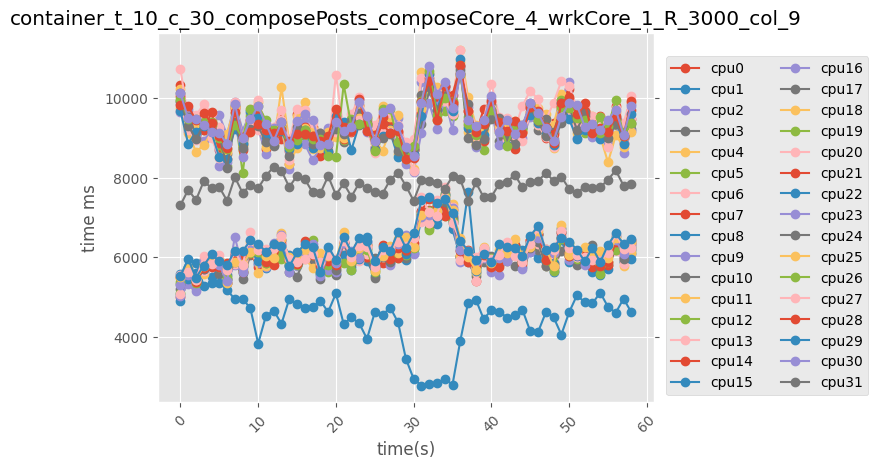 container_t_10_c_30_composePosts_composeCore_4_wrkCore_1_R_3000_col_9
time ms
10000
8000
6000
4000
0
10
20
30
40
50
60
time(s)
cpu0
cpu1
cpu2
cpu3
cpu4
cpu5
cpu6
cpu7
cpu8
cpu9
cpu10
cpu11
cpu12
cpu13
cpu14
cpu15
cpu16
cpu17
cpu18
cpu19
cpu20
cpu21
cpu22
cpu23
cpu24
cpu25
cpu26
cpu27
cpu28
cpu29
cpu30
cpu31